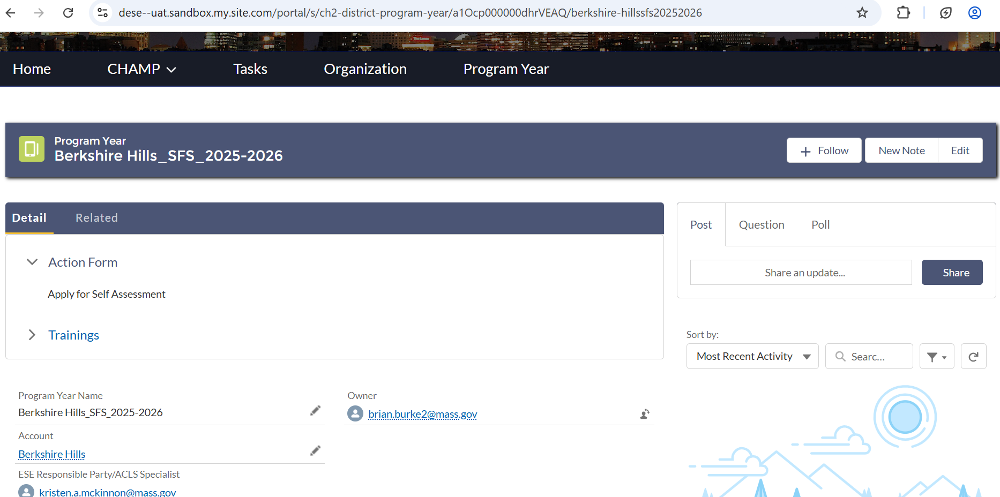 dese--uat.sandbox.my.site.com/portal/s/ch2-district-program-year/a1Ocp000000dhrVEAQ/berkshire-hillssfs20252026
Home
CHAMP
Tasks
Organization
Program Year
Program Year
Berkshire Hills_SFS_2025-2026
Follow
New Note
Edit
Detail
Related
Action Form
Apply for Self Assessment
Trainings
Post
Question
Poll
Share an update...
Share
Sort by:
Most Recent Activity
Searc...
Program Year Name
Berkshire Hills_SFS_2025-2026
Owner
brian.burke2@mass.gov
Account
Berkshire Hills
ESE Responsible Party/ACLS Specialist
kristen.a.mckinnon@mass.gov